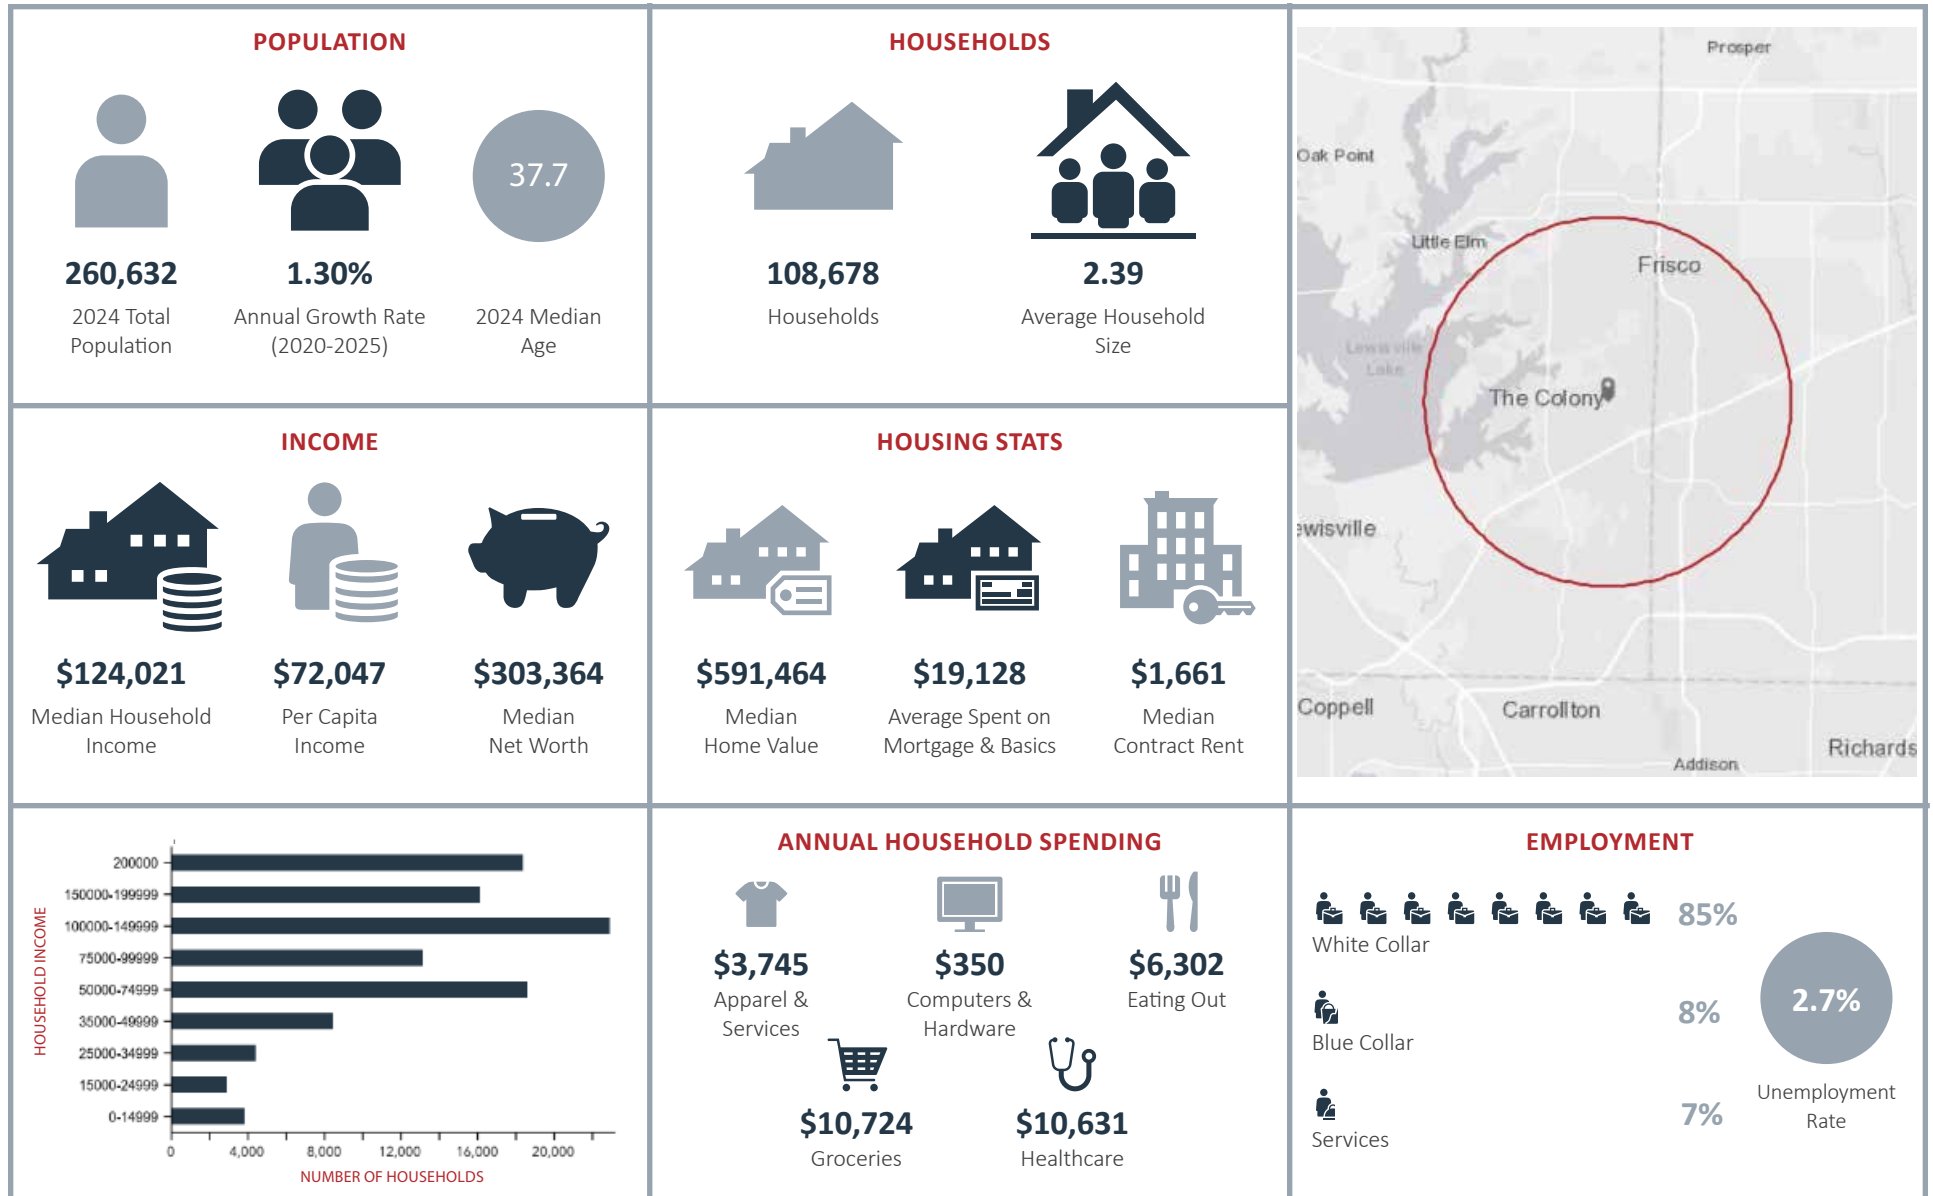 POPULATION
37.7
260,632
2024 Total
Population
1.30%
Annual Growth Rate
(2020-2025)
2024 Median
Age
HOUSEHOLDS
108,678
Households
2.39
Average Household
Size
Prosper
Oak Point
Little Elm
Frisco
Lewisville
Lake
The Colony
ewisville
Coppell
Carrollton
Addison
Richards
INCOME
$124,021
Median Household
Income
$72,047
Per Capita
Income
$303,364
Median
Net Worth
HOUSING STATS
$591,464
Median
Home Value
$19,128
Average Spent on
Mortgage & Basics
$1,661
Median
Contract Rent
HOUSEHOLD INCOME
200000
150000-199999
100000-149999
75000-99999
50000-74999
35000-49999
25000-34999
15000-24999
0-14999
0 4,000 8,000 12,000 16,000 20,000
NUMBER OF HOUSEHOLDS
ANNUAL HOUSEHOLD SPENDING
$3,745
Apparel &
Services
$350
Computers &
Hardware
$6,302
Eating Out
$10,724
Groceries
$10,631
Healthcare
EMPLOYMENT
85%
White Collar
8%
Blue Collar
7%
Services
2.7%
Unemployment
Rate